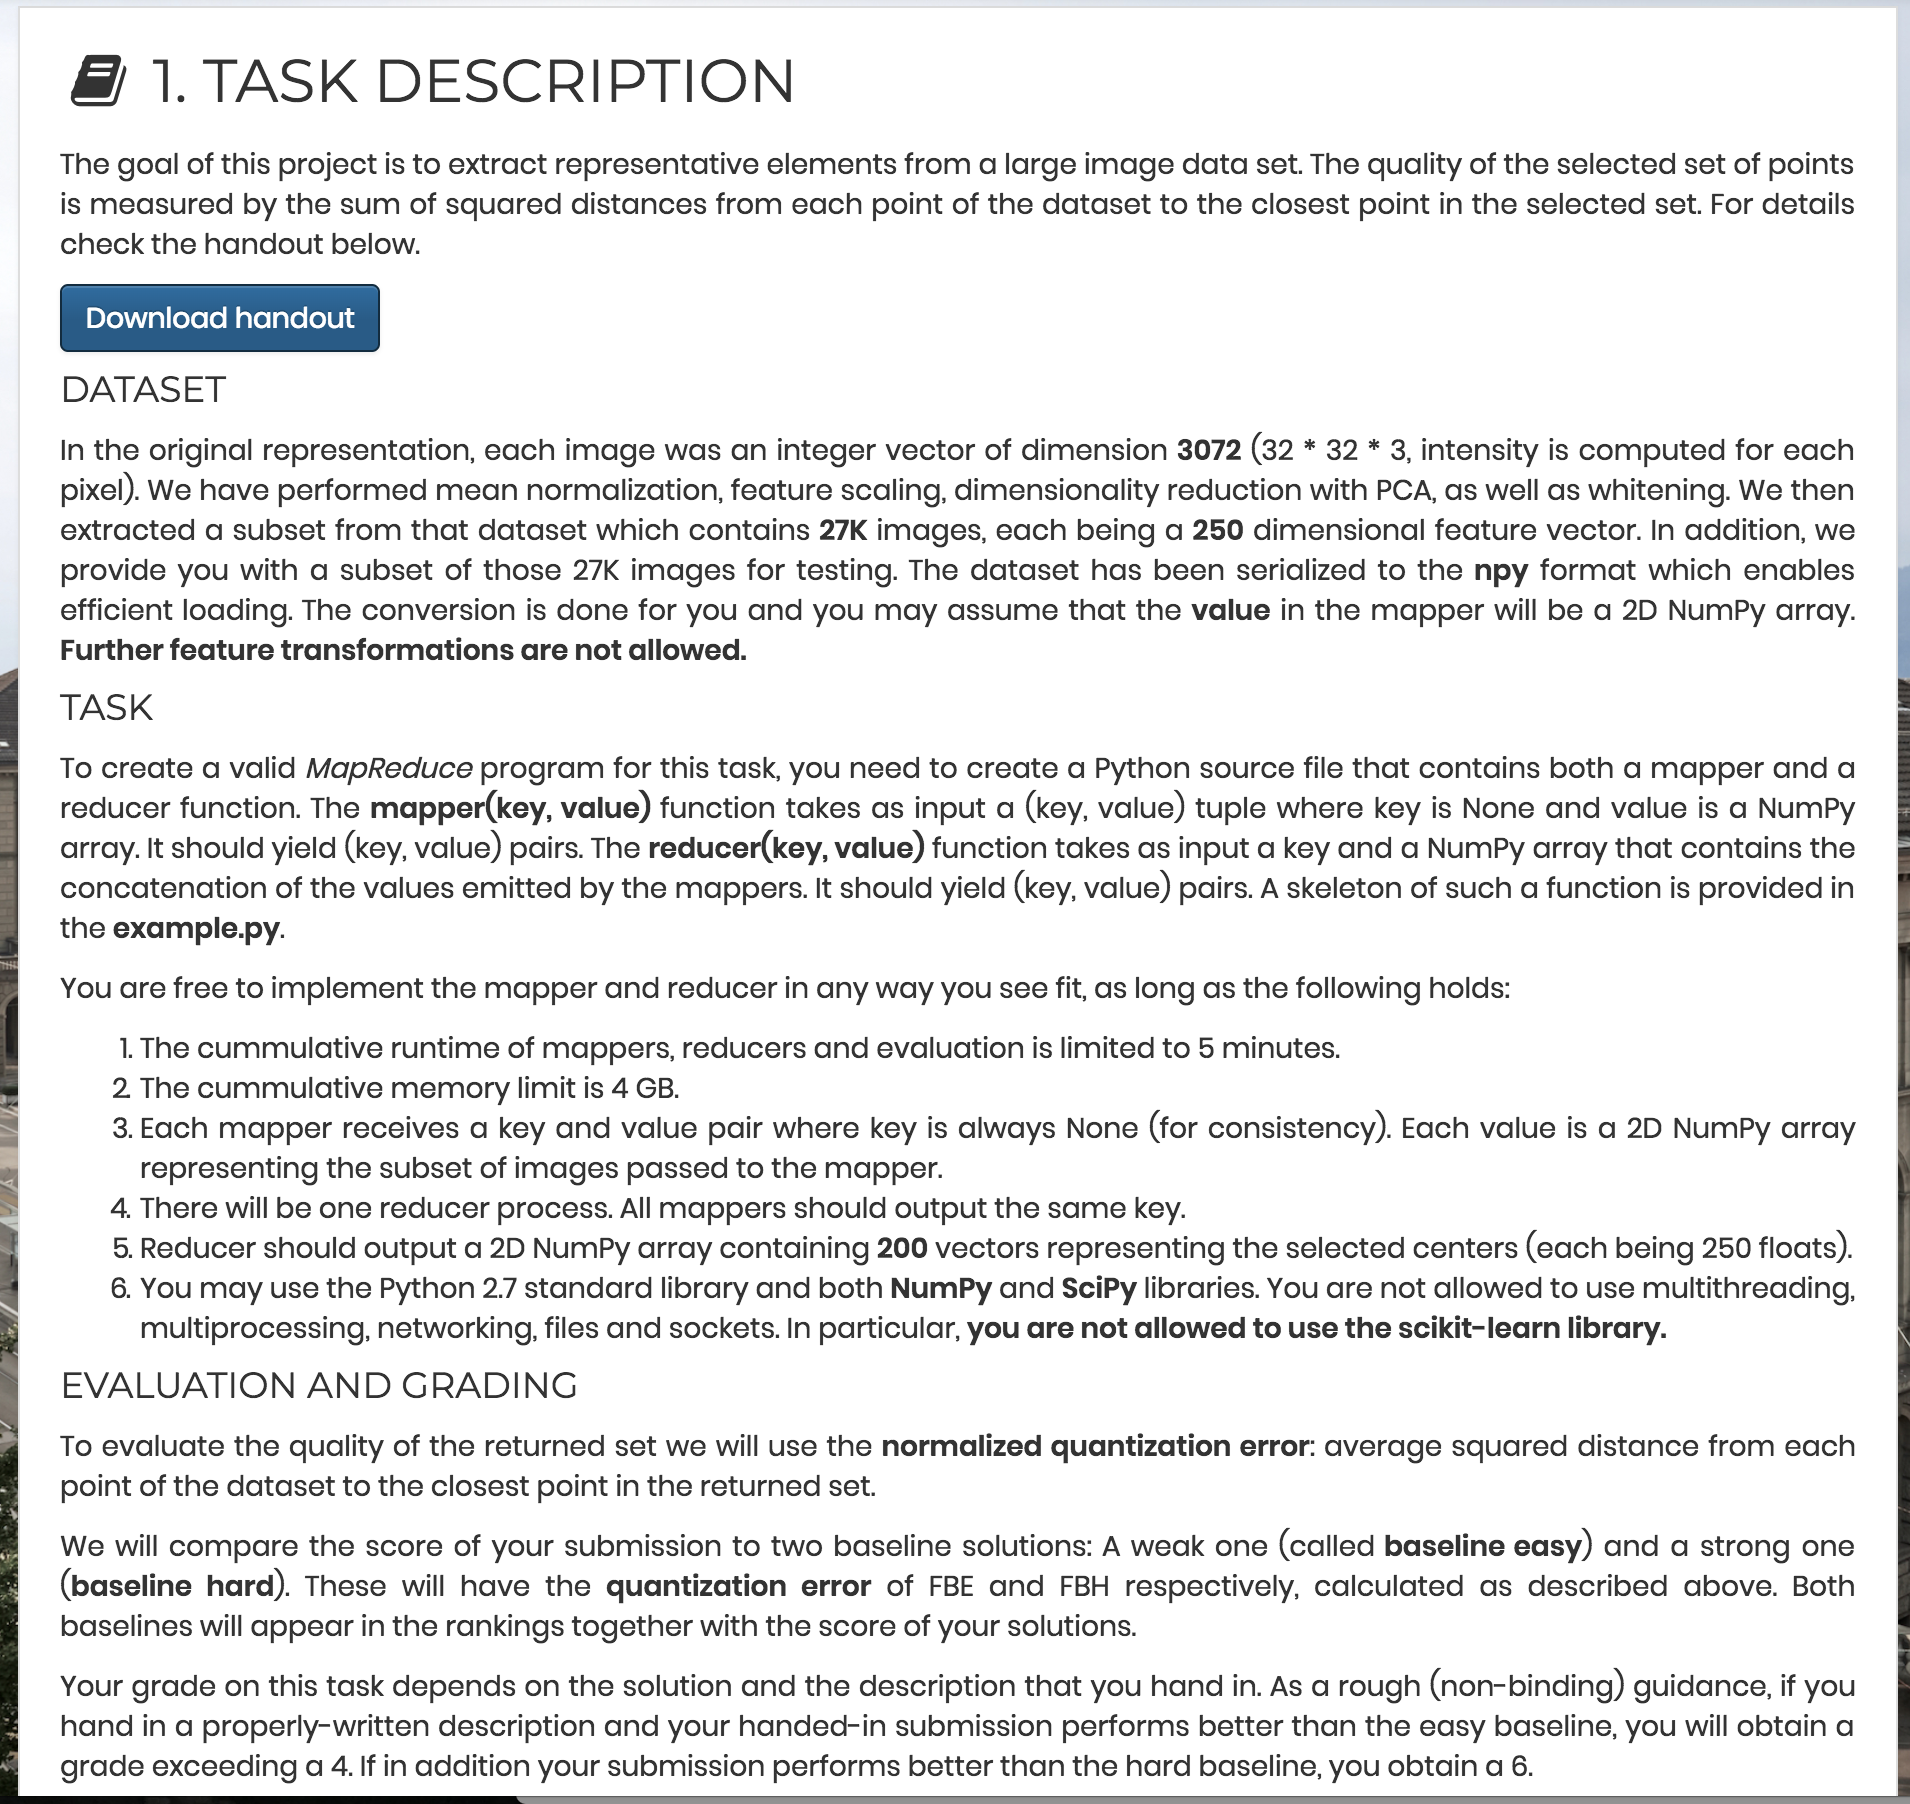 1. TASK DESCRIPTION
The goal of this project is to extract representative elements from a large image data set. The quality of the selected set of points
is measured by the sum of squared distances from each point of the dataset to the closest point in the selected set. For details
check the handout below.
Download handout
DATASET
In the original representation, each image was an integer vector of dimension 3072 (32 * 32 * 3, intensity is computed for each
pixel). We have performed mean normalization, feature scaling, dimensionality reduction with PCA, as well as whitening. We then
extracted a subset from that dataset which contains 27K images, each being a 250 dimensional feature vector. In addition, we
provide you with a subset of those 27K images for testing. The dataset has been serialized to the npy format which enables
efficient loading. The conversion is done for you and you may assume that the value in the mapper will be a 2D NumPy array.
Further feature transformations are not allowed.
TASK
To create a valid MapReduce program for this task, you need to create a Python source file that contains both a mapper and a
reducer function. The mapper(key, value) function takes as input a (key, value) tuple where key is None and value is a NumPy
array. It should yield (key, value) pairs. The reducer(key, value) function takes as input a key and a NumPy array that contains the
concatenation of the values emitted by the mappers. It should yield (key, value) pairs. A skeleton of such a function is provided in
the example.py.
You are free to implement the mapper and reducer in any way you see fit, as long as the following holds:
1. The cummulative runtime of mappers, reducers and evaluation is limited to 5 minutes.
2. The cummulative memory limit is 4 GB.
3. Each mapper receives a key and value pair where key is always None (for consistency). Each value is a 2D NumPy array
representing the subset of images passed to the mapper.
4. There will be one reducer process. All mappers should output the same key.
5. Reducer should output a 2D NumPy array containing 200 vectors representing the selected centers (each being 250 floats).
6. You may use the Python 2.7 standard library and both NumPy and SciPy libraries. You are not allowed to use multithreading,
multiprocessing, networking, files and sockets. In particular, you are not allowed to use the scikit-learn library.
EVALUATION AND GRADING
To evaluate the quality of the returned set we will use the normalized quantization error: average squared distance from each
point of the dataset to the closest point in the returned set.
We will compare the score of your submission to two baseline solutions: A weak one (called baseline easy) and a strong one
(baseline hard). These will have the quantization error of FBE and FBH respectively, calculated as described above. Both
baselines will appear in the rankings together with the score of your solutions.
Your grade on this task depends on the solution and the description that you hand in. As a rough (non-binding) guidance, if you
hand in a properly-written description and your handed-in submission performs better than the easy baseline, you will obtain a
grade exceeding a 4. If in addition your submission performs better than the hard baseline, you obtain a 6.